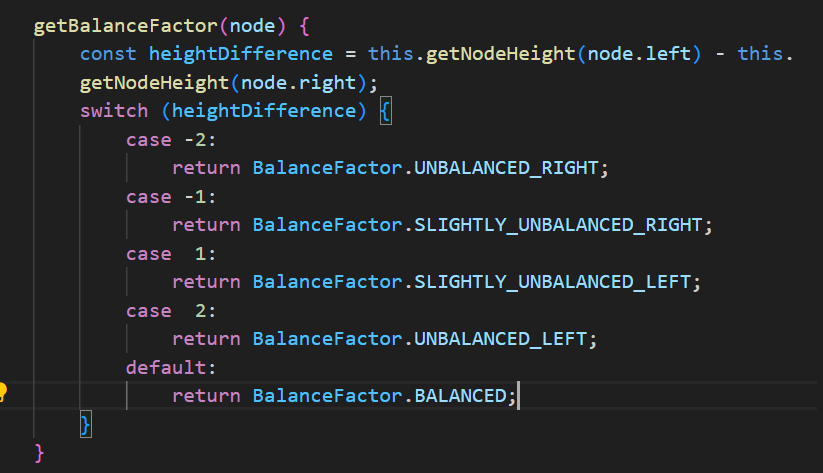 getBalanceFactor(node) {
const heightDifference = this.getNodeHeight(node.left) - this.
getNodeHeight(node.right);
switch (heightDifference) {
case -2:
return BalanceFactor.UNBALANCED_RIGHT;
case -1:
return BalanceFactor.SLIGHTLY_UNBALANCED_RIGHT;
case  1:
return BalanceFactor.SLIGHTLY_UNBALANCED_LEFT;
case  2:
return BalanceFactor.UNBALANCED_LEFT;
default:
return BalanceFactor.BALANCED;
}
}